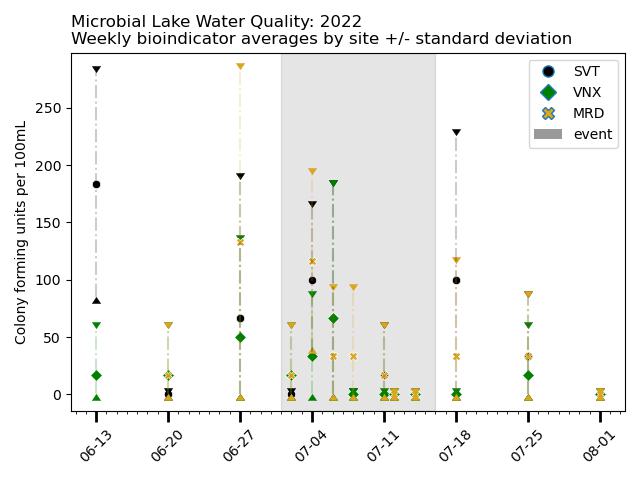 Microbial Lake Water Quality: 2022
Weekly bioindicator averages by site +/- standard deviation
SVT
VNX
MRD
event
Colony forming units per 100mL
250
200
150
100
50
0
06-13
06-20
06-27
07-04
07-11
07-18
07-25
08-01